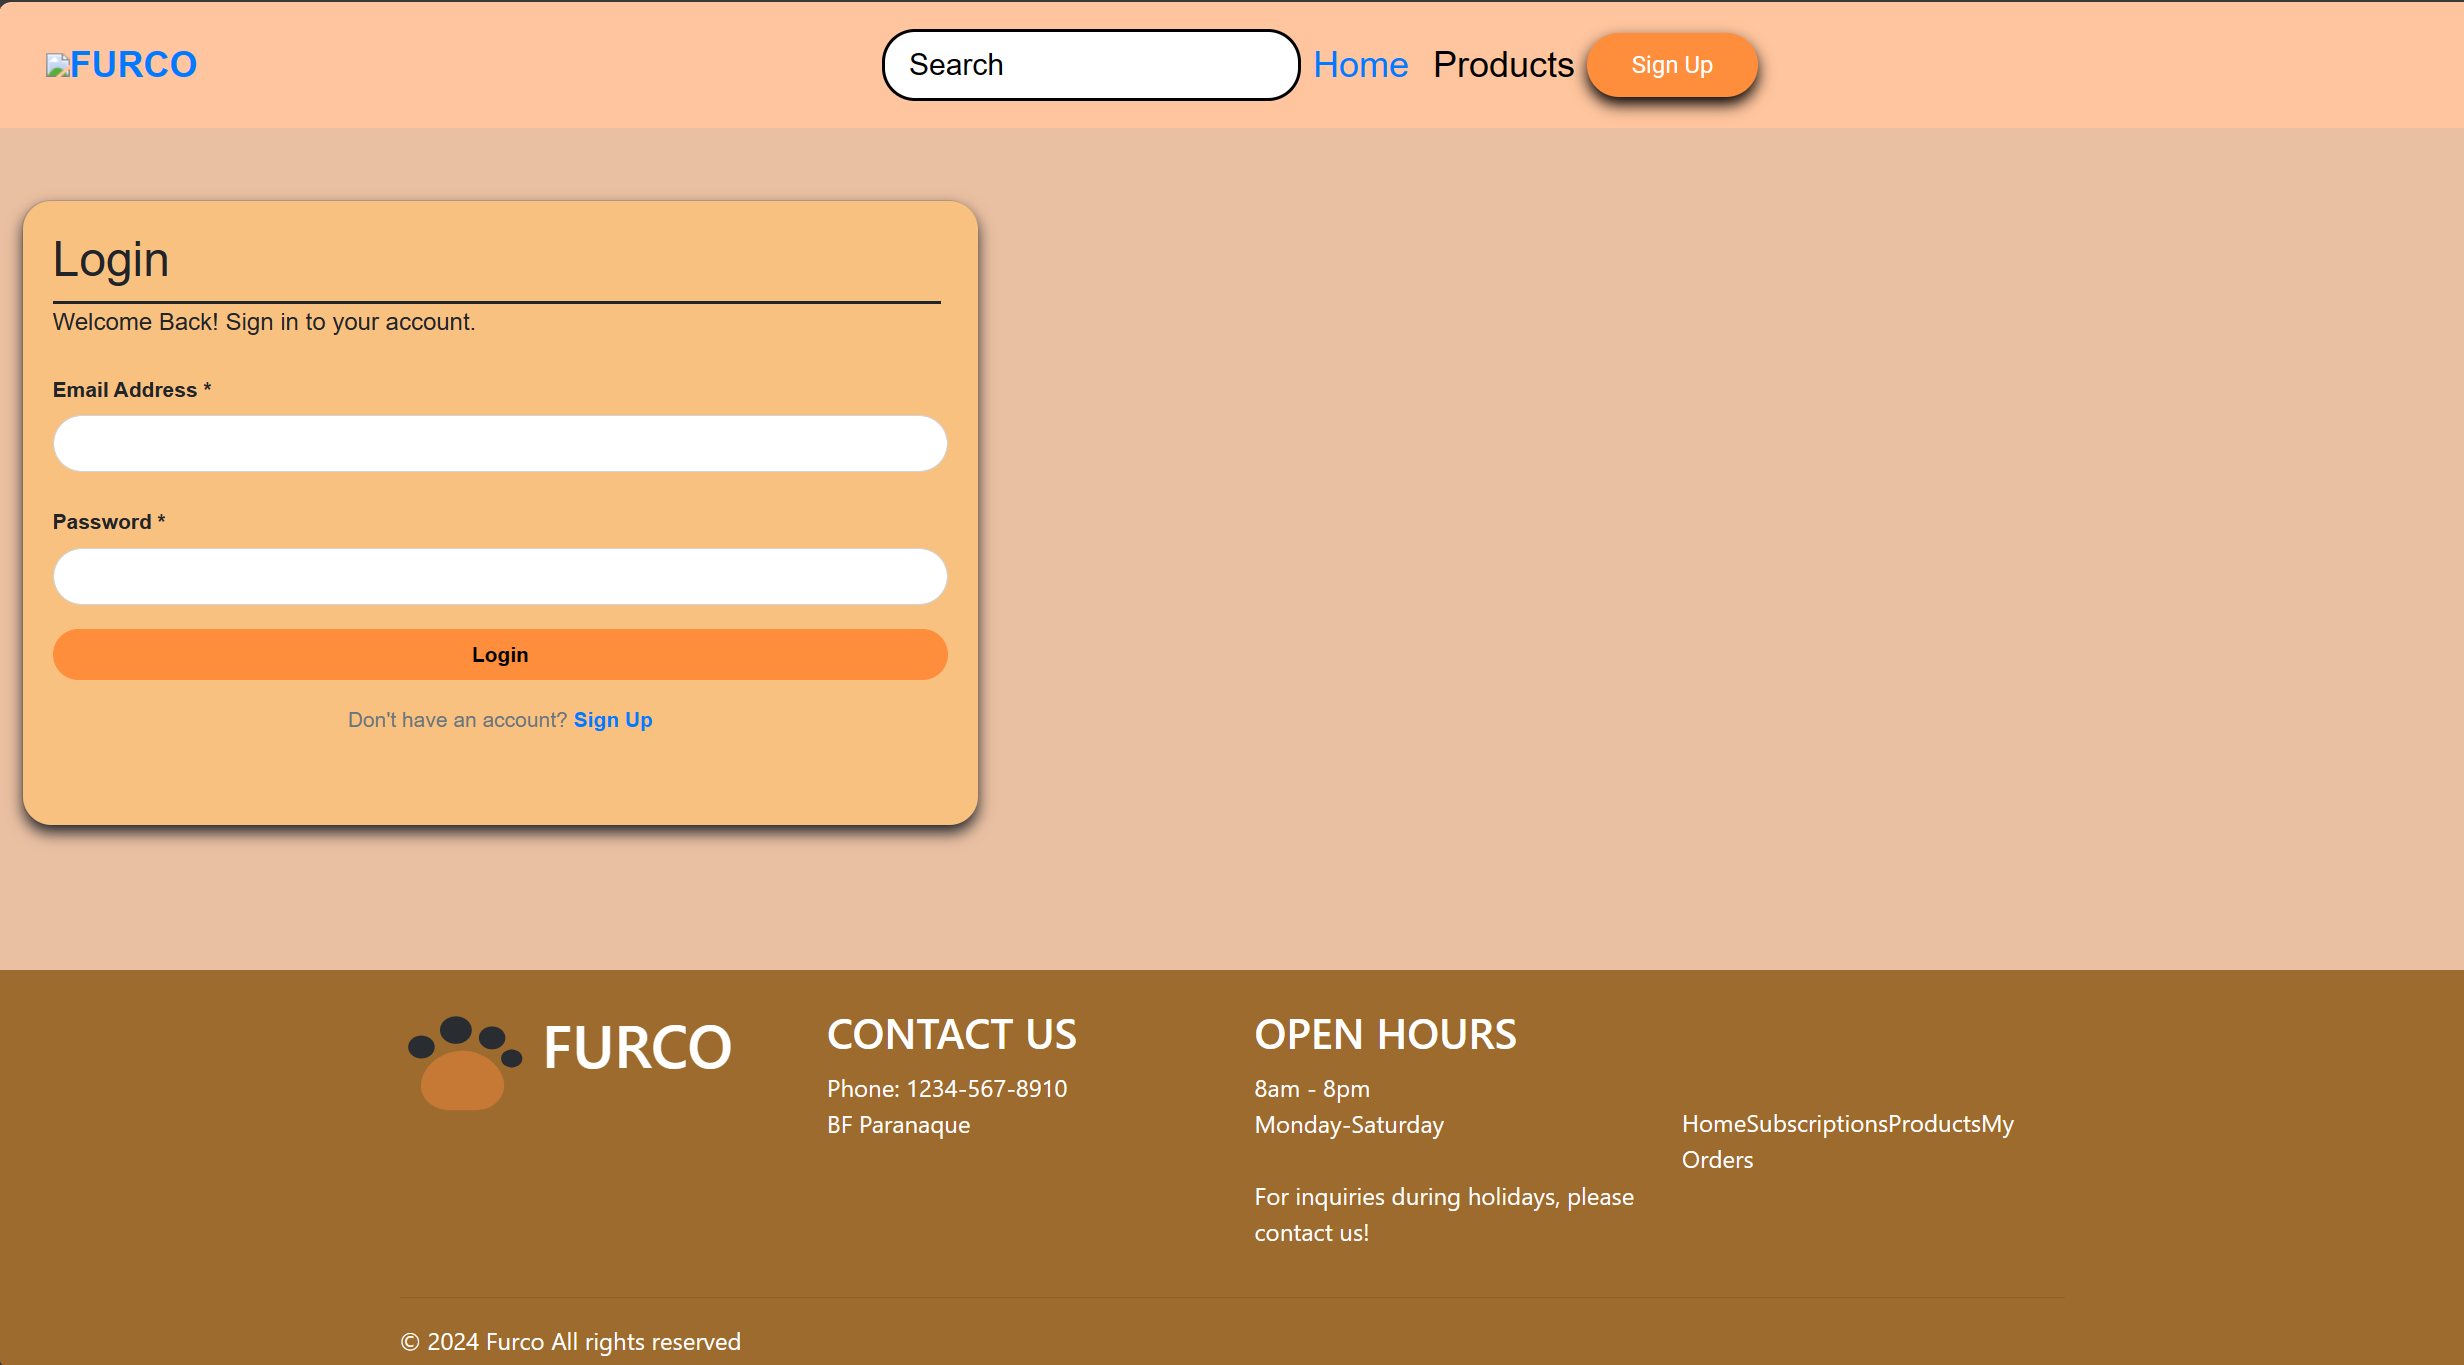 FURCO
Search
Home
Products
Sign Up
Login
Welcome Back! Sign in to your account.
Email Address *
Password *
Login
Don't have an account? Sign Up
FURCO
CONTACT US
Phone: 1234-567-8910
BF Paranaque
OPEN HOURS
8am - 8pm
Monday-Saturday
For inquiries during holidays, please
contact us!
HomeSubscriptionsProductsMy
Orders
© 2024 Furco All rights reserved